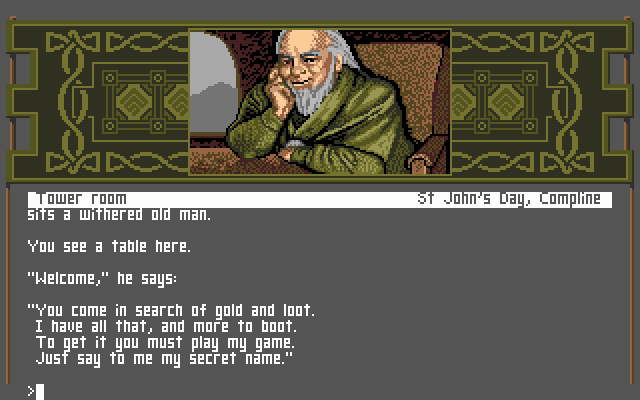 Tower room St John's Day, Compline
sits a withered old man.
You see a table here.
"Welcome," he says:
"You come in search of gold and loot.
I have all that, and more to boot.
To get it you must play my game.
Just say to me my secret name."
>